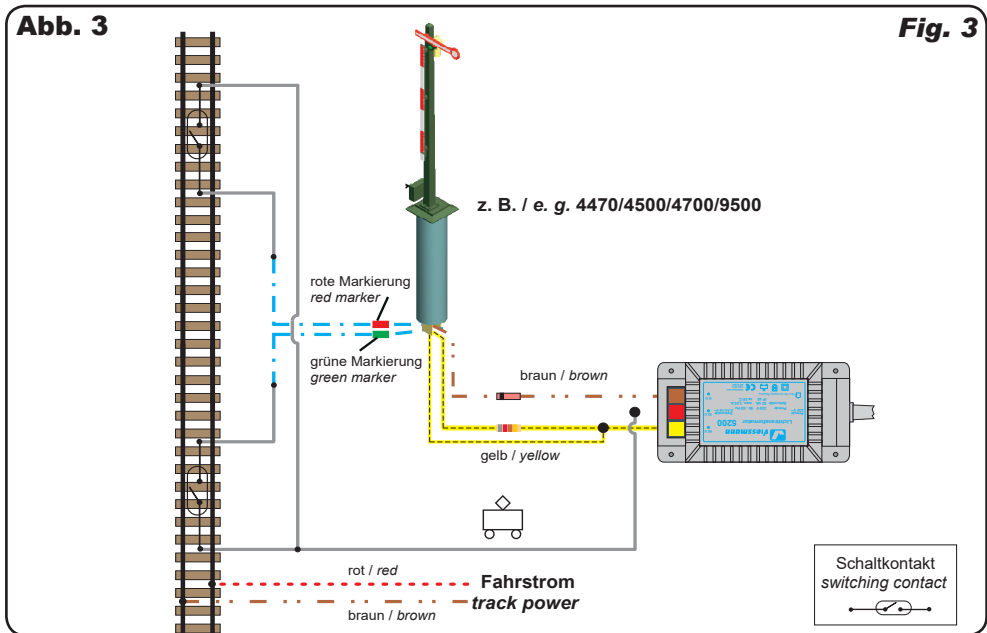 Abb. 3
Fig. 3
z. B. / e. g. 4470/4500/4700/9500
rote Markierung
red marker
grüne Markierung
green marker
braun / brown
viessmann
Lichttransformator
5206
gelb / yellow
rot / red
Fahrstrom
track power
braun / brown
Schaltkontakt
switching contact